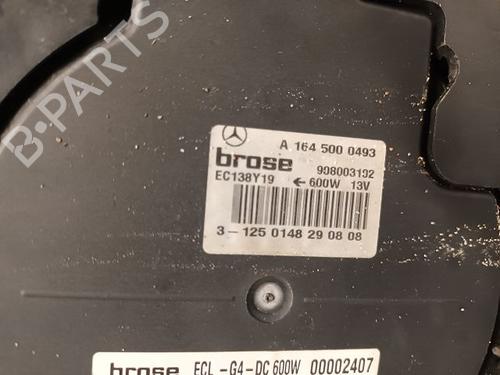 B-PARTS
A 164 500 0493
brose
908003192
EC138Y19 ← 600W 13V
3-125 0148 29 08 08
brose ECL -G4-DC 600W 00002407